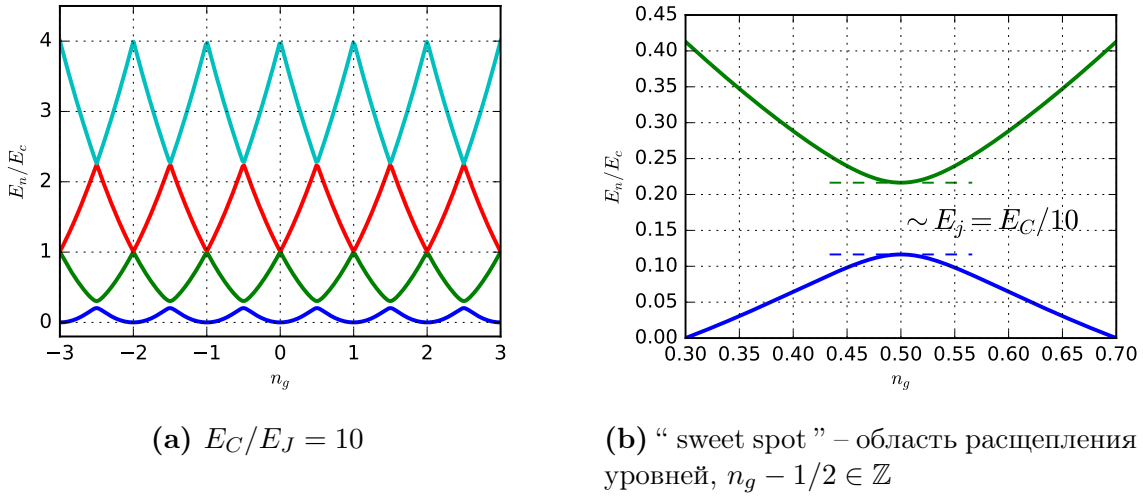 4
3
2
1
0
E_n/E_c
−3 −2 −1 0 1 2 3
n_g
(a) E_C/E_J = 10
0.45
0.40
0.35
0.30
0.25
0.20
0.15
0.10
0.05
0.00
E_n/E_c
∼ E_j = E_C/10
0.30 0.35 0.40 0.45 0.50 0.55 0.60 0.65 0.70
n_g
(b) “ sweet spot ” – область расщепления
уровней, n_g − 1/2 ∈ ℤ